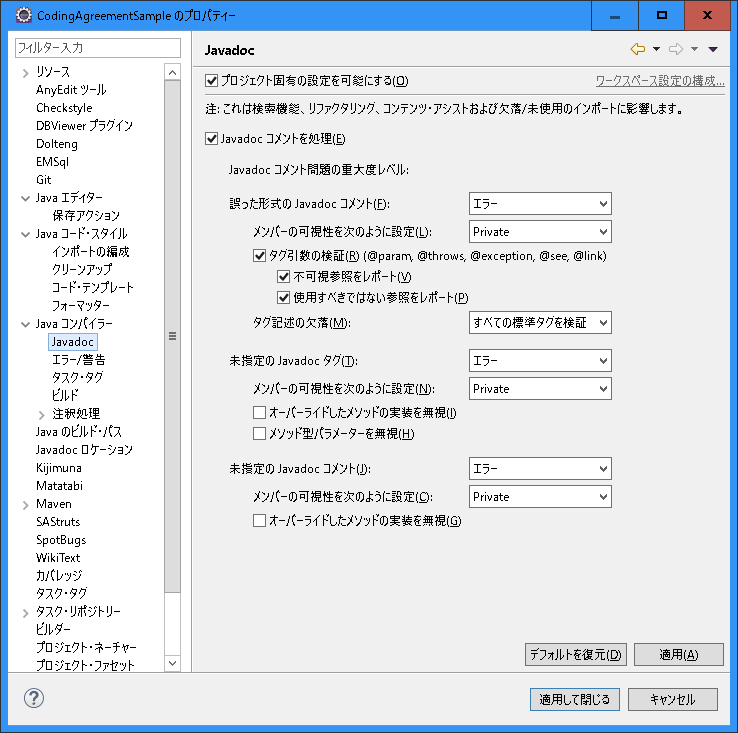 CodingAgreementSample のプロパティー
フィルター入力
リソース
AnyEdit ツール
Checkstyle
DBViewer プラグイン
Dolteng
EMSql
Git
Java エディター
保存アクション
Java コード・スタイル
インポートの編成
クリーンアップ
コード・テンプレート
フォーマッター
Java コンパイラー
Javadoc
エラー/警告
タスク・タグ
ビルド
注釈処理
Java のビルド・パス
Javadoc ロケーション
Kijimuna
Matatabi
Maven
SAStruts
SpotBugs
WikiText
カバレッジ
タスク・タグ
タスク・リポジトリー
ビルダー
プロジェクト・ネーチャー
プロジェクト・ファセット
Javadoc
プロジェクト固有の設定を可能にする(O)
ワークスペース設定の構成...
注: これは検索機能、リファクタリング、コンテンツ・アシストおよび欠落/未使用のインポートに影響します。
Javadoc コメントを処理(E)
Javadoc コメント問題の重大度レベル:
誤った形式の Javadoc コメント(F): エラー
メンバーの可視性を次のように設定(L): Private
タグ引数の検証(R) (@param, @throws, @exception, @see, @link)
不可視参照をレポート(V)
使用すべきではない参照をレポート(P)
タグ記述の欠落(M): すべての標準タグを検証
未指定の Javadoc タグ(T): エラー
メンバーの可視性を次のように設定(N): Private
オーバーライドしたメソッドの実装を無視(I)
メソッド型パラメーターを無視(H)
未指定の Javadoc コメント(J): エラー
メンバーの可視性を次のように設定(C): Private
オーバーライドしたメソッドの実装を無視(G)
デフォルトを復元(D)
適用(A)
適用して閉じる
キャンセル